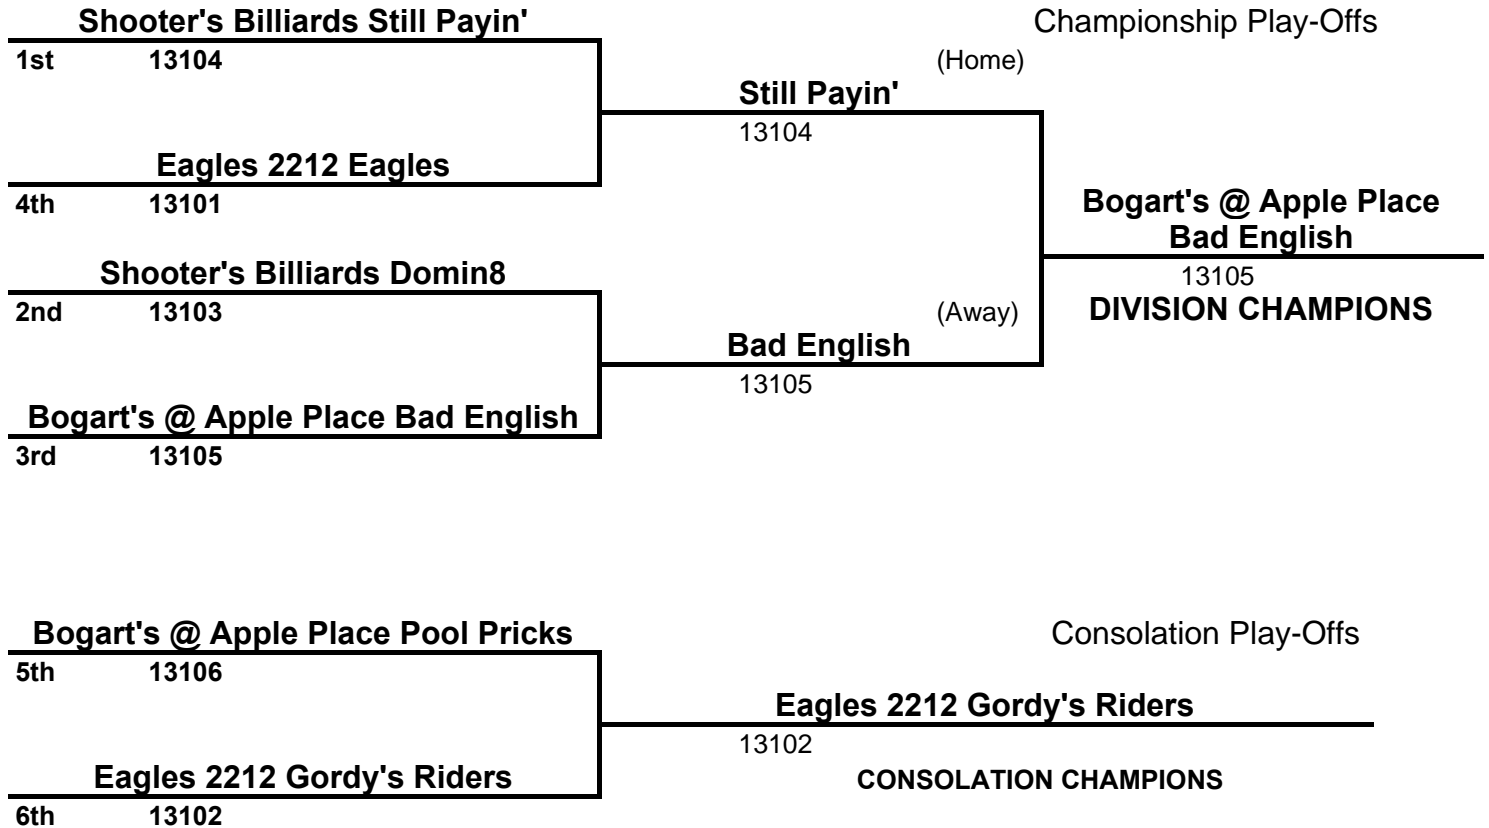 Shooter's Billiards Still Payin'
Championship Play-Offs
1st 13104
(Home)
Still Payin'
13104
Eagles 2212 Eagles
4th 13101
Bogart's @ Apple Place
Bad English
Shooter's Billiards Domin8
13105
2nd 13103
(Away)
DIVISION CHAMPIONS
Bad English
13105
Bogart's @ Apple Place Bad English
3rd 13105
Bogart's @ Apple Place Pool Pricks
Consolation Play-Offs
5th 13106
Eagles 2212 Gordy's Riders
13102
Eagles 2212 Gordy's Riders
CONSOLATION CHAMPIONS
6th 13102